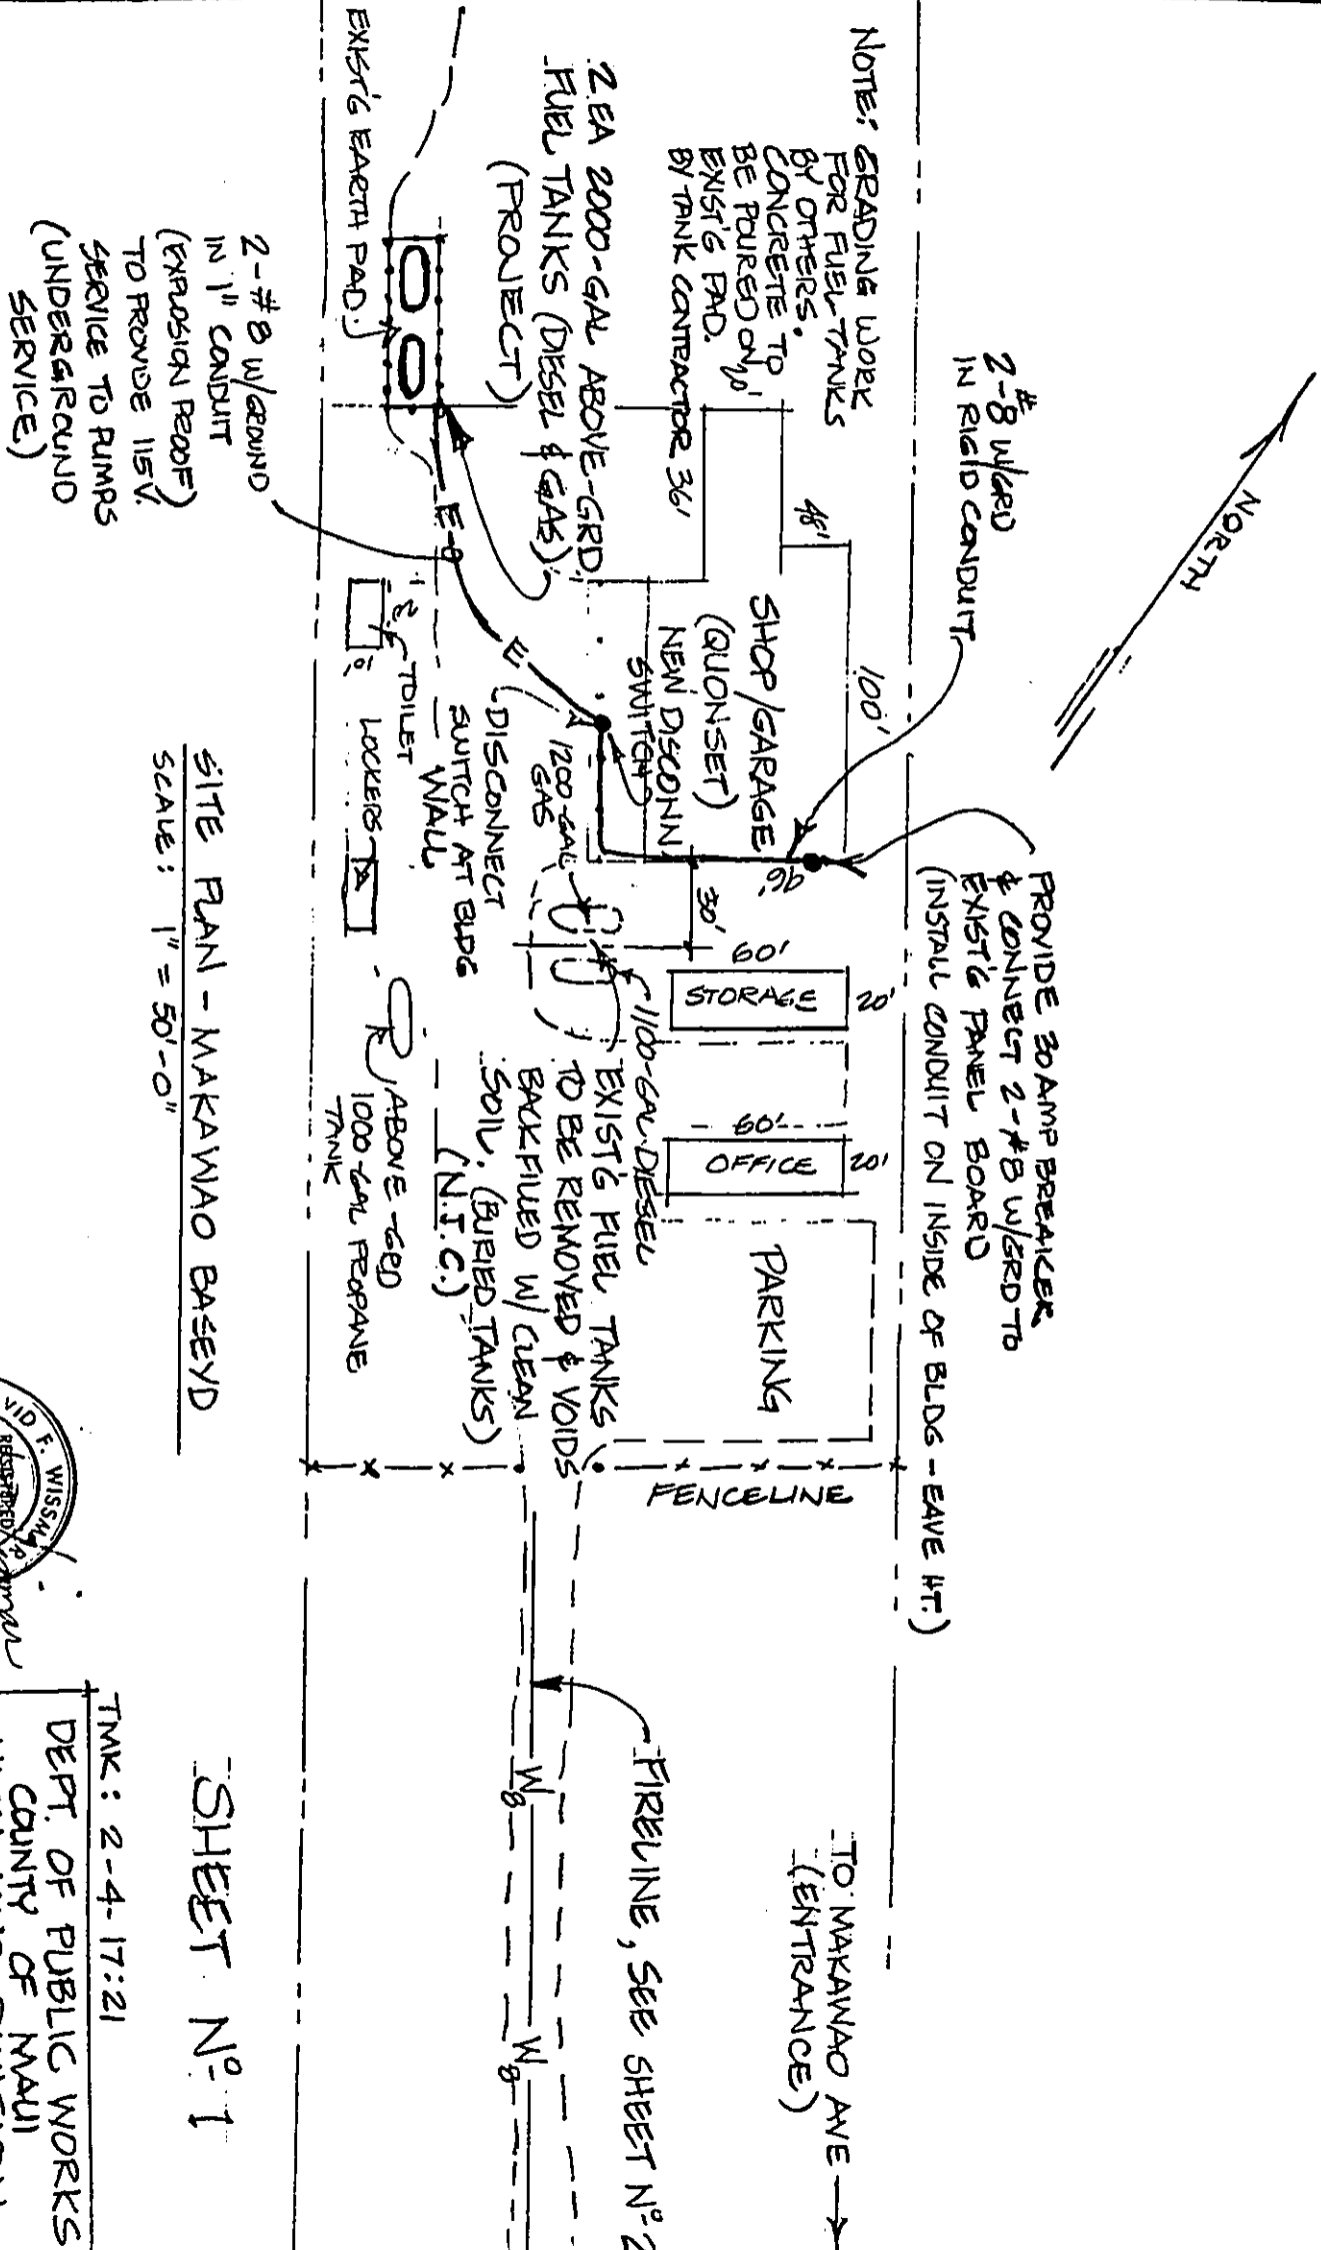 NOTE: GRADING WORK
FOR FUEL TANKS
BY OTHERS.
CONCRETE TO
BE POURED ON
EXIST'G PAD.
BY TANK CONTRACTOR
2 EA 2000-GAL ABOVE-GRD.
FUEL TANKS (DIESEL & GAS)
(PROJECT)
EXIST'G EARTH PAD.
2-#8 W/GROUND
IN 1" CONDUIT
(EXPLOSION PROOF)
TO PROVIDE 115V.
SERVICE TO PUMPS
(UNDERGROUND
SERVICE)
2-#8 W/GRD
IN RIGID CONDUIT
NORTH
PROVIDE 30 AMP BREAKER
& CONNECT 2-#8 W/GRD TO
EXIST'G PANEL BOARD
(INSTALL CONDUIT ON INSIDE OF BLDG - EAVE HT.)
20'
36'
48'
100'
SHOP/GARAGE
(QUONSET)
NEW DISCONN.
SWITCH
96'
30'
E
E
TOILET
10'
LOCKERS
DISCONNECT
SWITCH AT BLDG
WALL
1200-GAL
GAS
1100-GAL DIESEL
60'
STORAGE
20'
60'
OFFICE
20'
PARKING
EXIST'G FUEL TANKS
TO BE REMOVED & VOIDS
BACKFILLED W/ CLEAN
SOIL. (BURIED TANKS)
(N.I.C.)
ABOVE-GRD
1000-GAL PROPANE
TANK
FENCELINE
FIRELINE, SEE SHEET Nº 2
W8
W8
TO MAKAWAO AVE
(ENTRANCE)
SITE PLAN - MAKAWAO BASEYD
SCALE: 1" = 50'-0"
SHEET Nº 1
VID F. WISSM
REGISTERED
TMK: 2-4-17:21
DEPT. OF PUBLIC WORKS
COUNTY OF MAUI